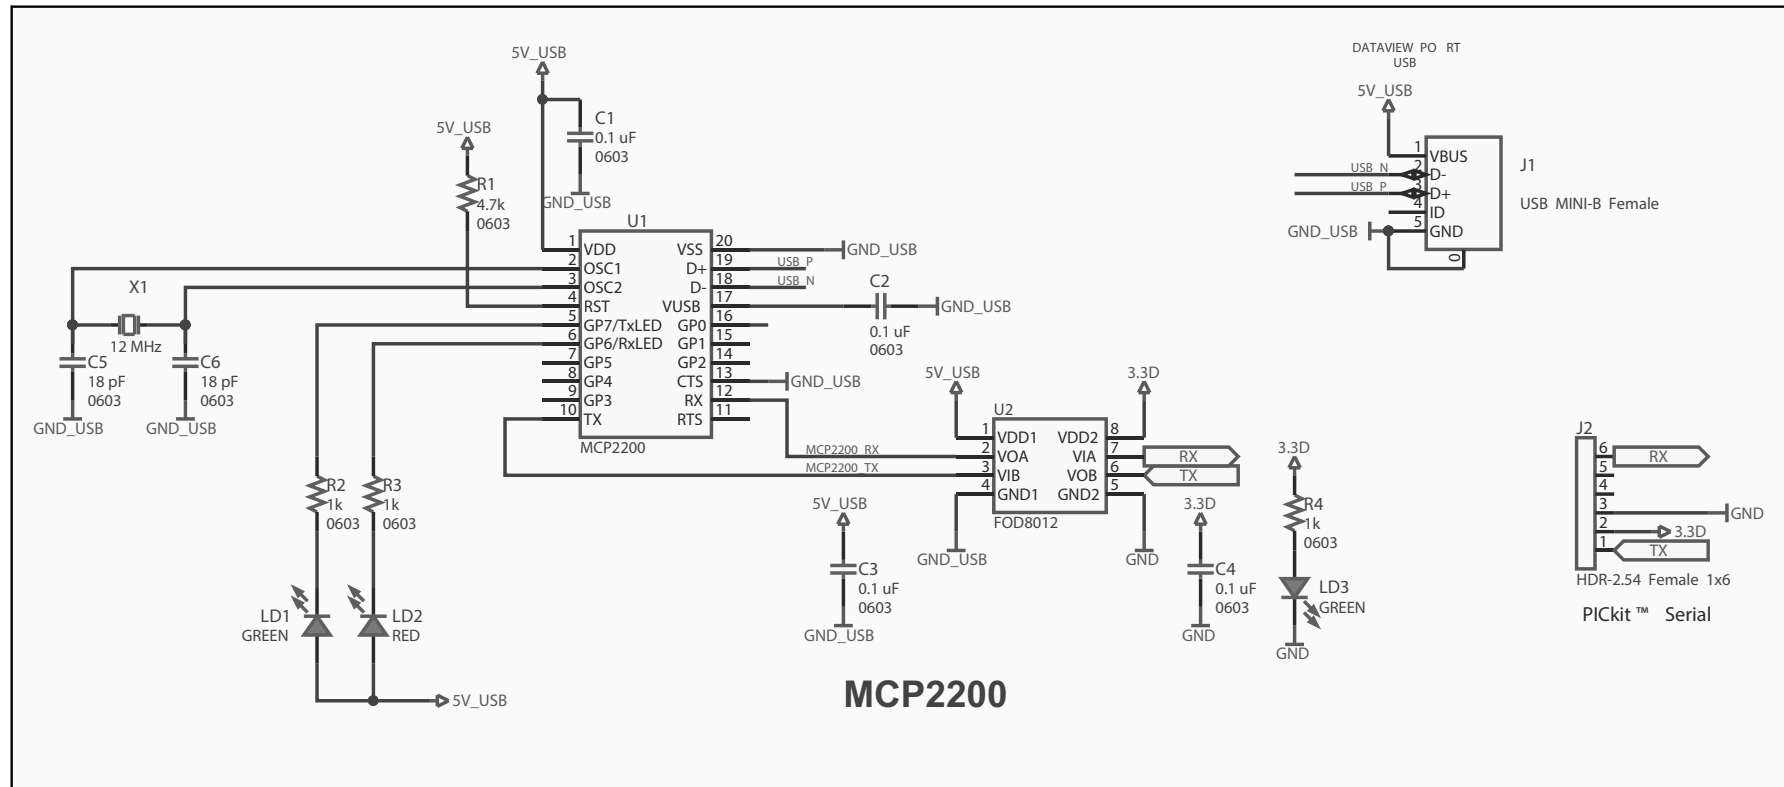 DATAVIEW PO RT
USB
5V_USB
1 VBUS
USB_N 2 D-
USB_P 3 D+
4 ID
GND_USB 5 GND
0
J1
USB MINI-B Female
5V_USB
C1
0.1 uF
0603
GND_USB
5V_USB
R1
4.7k
0603
U1
1 VDD VSS 20 GND_USB
2 OSC1 D+ 19 USB_P
3 OSC2 D- 18 USB_N
4 RST VUSB 17
5 GP7/TxLED GP0 16
6 GP6/RxLED GP1 15
7 GP5 GP2 14
8 GP4 CTS 13 GND_USB
9 GP3 RX 12
10 TX RTS 11
MCP2200
C2
0.1 uF
0603
GND_USB
X1
12 MHz
C5
18 pF
0603
GND_USB
C6
18 pF
0603
GND_USB
MCP2200_RX
MCP2200_TX
5V_USB
3.3D
U2
1 VDD1 VDD2 8
2 VOA VIA 7 RX
3 VIB VOB 6 TX
4 GND1 GND2 5
FOD8012
GND_USB
GND
R2
1k
0603
R3
1k
0603
LD1
GREEN
LD2
RED
5V_USB
5V_USB
C3
0.1 uF
0603
GND_USB
3.3D
C4
0.1 uF
0603
GND
3.3D
R4
1k
0603
LD3
GREEN
GND
J2
6 RX
5
4
3 GND
2 3.3D
1 TX
HDR-2.54 Female 1x6
PICkit ™ Serial
MCP2200